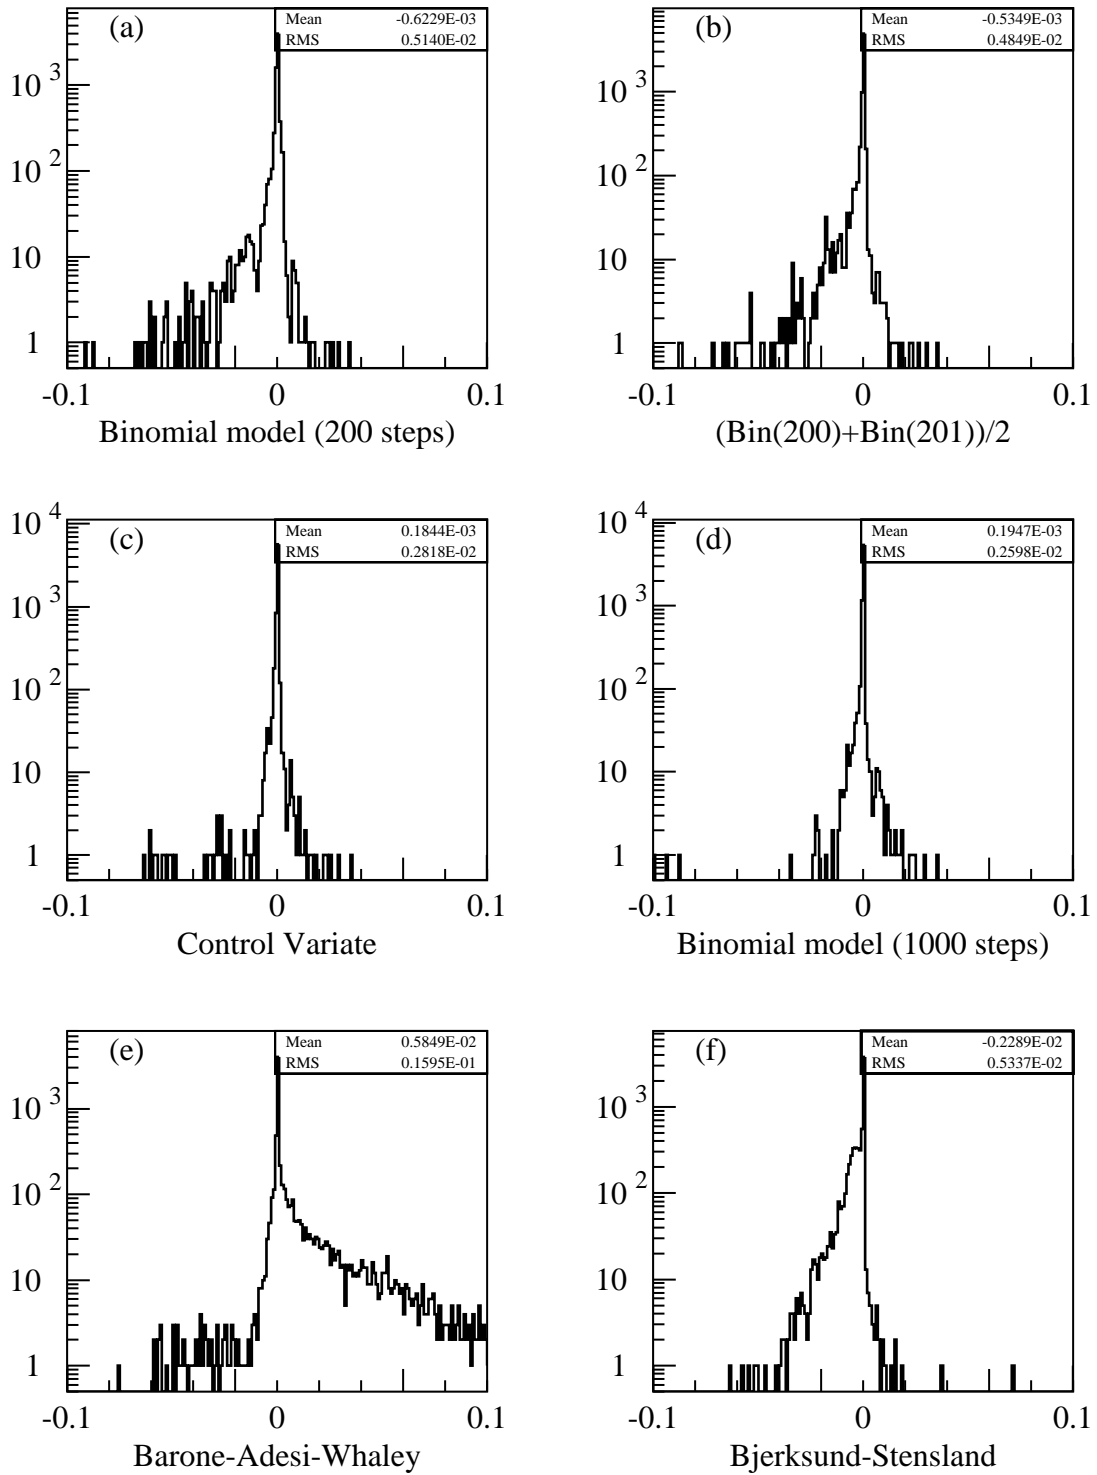 (a)
Mean -0.6229E-03
RMS 0.5140E-02
10 3
10 2
10
1
-0.1 0 0.1
Binomial model (200 steps)
(b)
Mean -0.5349E-03
RMS 0.4849E-02
10 3
10 2
10
1
-0.1 0 0.1
(Bin(200)+Bin(201))/2
(c)
Mean 0.1844E-03
RMS 0.2818E-02
10 4
10 3
10 2
10
1
-0.1 0 0.1
Control Variate
(d)
Mean 0.1947E-03
RMS 0.2598E-02
10 4
10 3
10 2
10
1
-0.1 0 0.1
Binomial model (1000 steps)
(e)
Mean 0.5849E-02
RMS 0.1595E-01
10 3
10 2
10
1
-0.1 0 0.1
Barone-Adesi-Whaley
(f)
Mean -0.2289E-02
RMS 0.5337E-02
10 3
10 2
10
1
-0.1 0 0.1
Bjerksund-Stensland